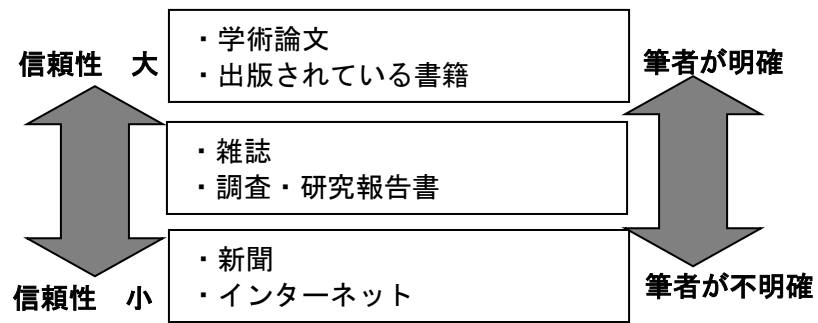 信頼性　大
・学術論文
・出版されている書籍
筆者が明確
・雑誌
・調査・研究報告書
・新聞
・インターネット
信頼性　小
筆者が不明確